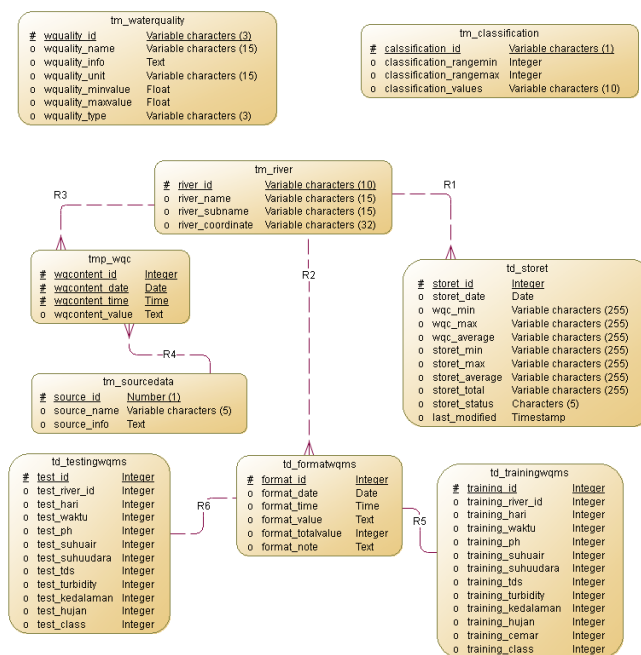 tm_waterquality
# wquality_id Variable characters (3)
o wquality_name Variable characters (15)
o wquality_info Text
o wquality_unit Variable characters (15)
o wquality_minvalue Float
o wquality_maxvalue Float
o wquality_type Variable characters (3)
tm_classification
# calssification_id Variable characters (1)
o classification_rangemin Integer
o classification_rangemax Integer
o classification_values Variable characters (10)
tm_river
# river_id Variable characters (10)
o river_name Variable characters (15)
o river_subname Variable characters (15)
o river_coordinate Variable characters (32)
R3
R1
R2
tmp_wqc
# wqcontent_id Integer
# wqcontent_date Date
# wqcontent_time Time
o wqcontent_value Text
td_storet
# storet_id Integer
o storet_date Date
o wqc_min Variable characters (255)
o wqc_max Variable characters (255)
o wqc_average Variable characters (255)
o storet_min Variable characters (255)
o storet_max Variable characters (255)
o storet_average Variable characters (255)
o storet_total Variable characters (255)
o storet_status Characters (5)
o last_modified Timestamp
R4
tm_sourcedata
# source_id Number (1)
o source_name Variable characters (5)
o source_info Text
td_testingwqms
# test_id Integer
o test_river_id Integer
o test_hari Integer
o test_waktu Integer
o test_ph Integer
o test_suhuair Integer
o test_suhuudara Integer
o test_tds Integer
o test_turbidity Integer
o test_kedalaman Integer
o test_hujan Integer
o test_class Integer
R6
td_formatwqms
# format_id Integer
o format_date Date
o format_time Time
o format_value Text
o format_totalvalue Integer
o format_note Text
R5
td_trainingwqms
# training_id Integer
o training_river_id Integer
o training_hari Integer
o training_waktu Integer
o training_ph Integer
o training_suhuair Integer
o training_suhuudara Integer
o training_tds Integer
o training_turbidity Integer
o training_kedalaman Integer
o training_hujan Integer
o training_cemar Integer
o training_class Integer